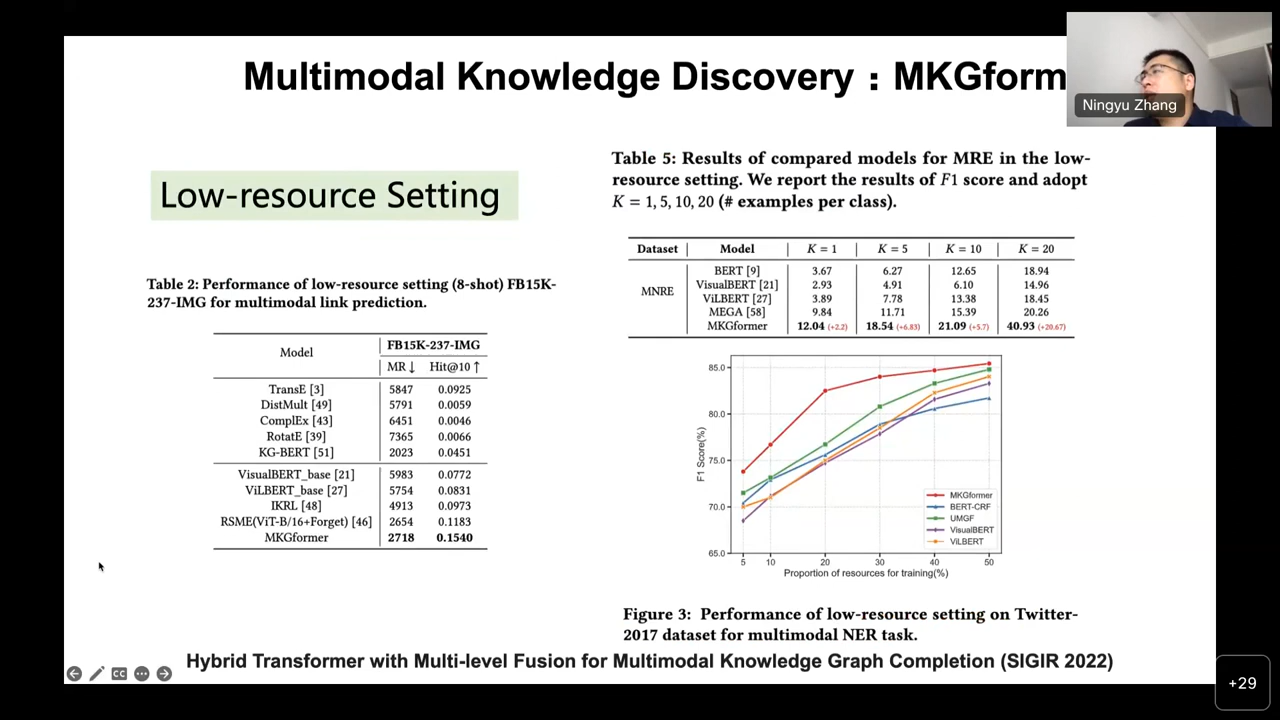 Multimodal Knowledge Discovery：MKGform
Ningyu Zhang
Low-resource Setting
Table 2: Performance of low-resource setting (8-shot) FB15K-
237-IMG for multimodal link prediction.
Model FB15K-237-IMG
MR ↓ Hit@10 ↑
TransE [3] 5847 0.0925
DistMult [49] 5791 0.0059
ComplEx [43] 6451 0.0046
RotatE [39] 7365 0.0066
KG-BERT [51] 2023 0.0451
VisualBERT_base [21] 5983 0.0772
ViLBERT_base [27] 5754 0.0831
IKRL [48] 4913 0.0973
RSME(ViT-B/16+Forget) [46] 2654 0.1183
MKGformer 2718 0.1540
Table 5: Results of compared models for MRE in the low-
resource setting. We report the results of F1 score and adopt
K = 1, 5, 10, 20 (# examples per class).
Dataset Model K = 1 K = 5 K = 10 K = 20
MNRE
BERT [9] 3.67 6.27 12.65 18.94
VisualBERT [21] 2.93 4.91 6.10 14.96
ViLBERT [27] 3.89 7.78 13.38 18.45
MEGA [58] 9.84 11.71 15.39 20.26
MKGformer 12.04 (+2.2) 18.54 (+6.83) 21.09 (+5.7) 40.93 (+20.67)
85.0
80.0
75.0
70.0
65.0
F1 Score(%)
MKGformer
BERT-CRF
UMGF
VisualBERT
ViLBERT
5 10 20 30 40 50
Proportion of resources for training(%)
Figure 3: Performance of low-resource setting on Twitter-
2017 dataset for multimodal NER task.
Hybrid Transformer with Multi-level Fusion for Multimodal Knowledge Graph Completion (SIGIR 2022)
CC
+29